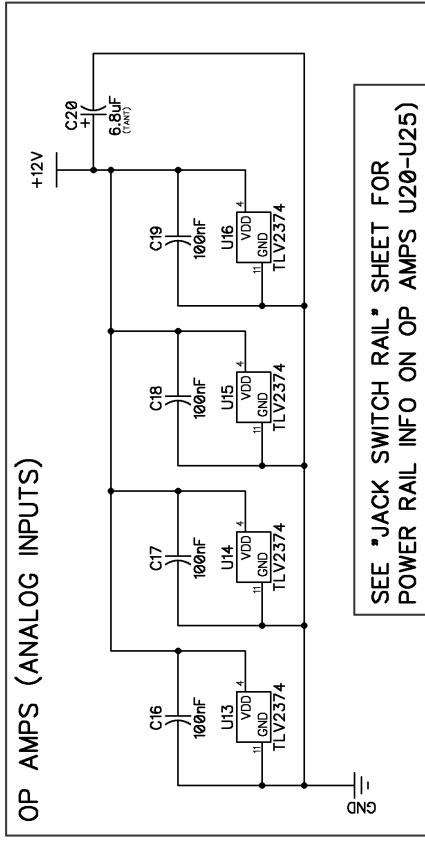 OP AMPS (ANALOG INPUTS)
+12V
C20
+
6.8uF
(TANT)
C16
100nF
U13
4
VDD
GND
11
TLV2374
C17
100nF
U14
4
VDD
GND
11
TLV2374
C18
100nF
U15
4
VDD
GND
11
TLV2374
C19
100nF
U16
4
VDD
GND
11
TLV2374
GND
SEE "JACK SWITCH RAIL" SHEET FOR
POWER RAIL INFO ON OP AMPS U20-U25)